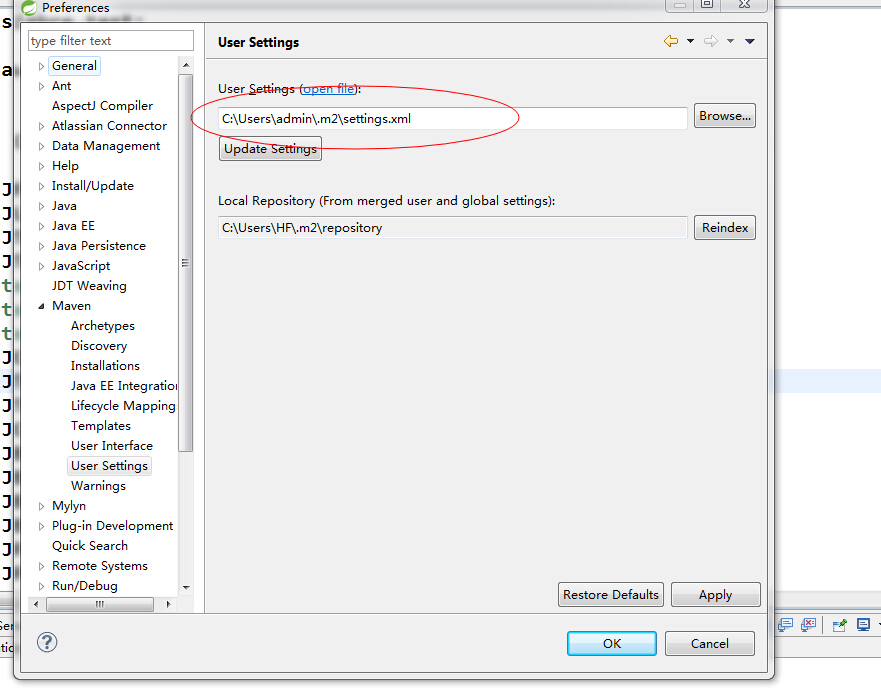 Preferences
type filter text
General
Ant
AspectJ Compiler
Atlassian Connector
Data Management
Help
Install/Update
Java
Java EE
Java Persistence
JavaScript
JDT Weaving
Maven
Archetypes
Discovery
Installations
Java EE Integration
Lifecycle Mapping
Templates
User Interface
User Settings
Warnings
Mylyn
Plug-in Development
Quick Search
Remote Systems
Run/Debug
User Settings
User Settings (open file):
C:\Users\admin\.m2\settings.xml
Browse...
Update Settings
Local Repository (From merged user and global settings):
C:\Users\HF\.m2\repository
Reindex
Restore Defaults
Apply
OK
Cancel